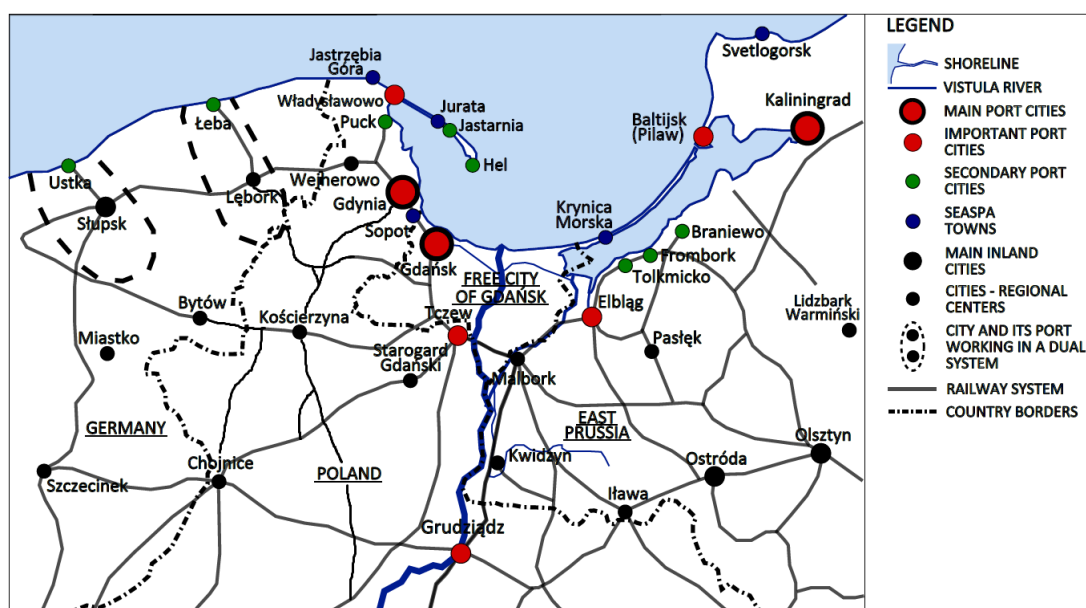 Jastrzębia
Góra
Svetlogorsk
Władysławowo
Jurata
Kaliningrad
Łeba
Puck
Jastarnia
Baltijsk
(Pilaw)
Hel
Wejherowo
Ustka
Lębork
Gdynia
Słupsk
Sopot
Krynica
Morska
Braniewo
Gdańsk
Frombork
Tolkmicko
FREE CITY
OF GDAŃSK
Elbląg
Bytów
Kościerzyna
Tczew
Lidzbark
Warmiński
Miastko
Starogard
Gdański
Pasłęk
Malbork
GERMANY
EAST
PRUSSIA
Olsztyn
Chojnice
POLAND
Kwidzyn
Ostróda
Szczecinek
Iława
Grudziądz
LEGEND
SHORELINE
VISTULA RIVER
MAIN PORT CITIES
IMPORTANT PORT
CITIES
SECONDARY PORT
CITIES
SEASPA
TOWNS
MAIN INLAND
CITIES
CITIES - REGIONAL
CENTERS
CITY AND ITS PORT
WORKING IN A DUAL
SYSTEM
RAILWAY SYSTEM
COUNTRY BORDERS